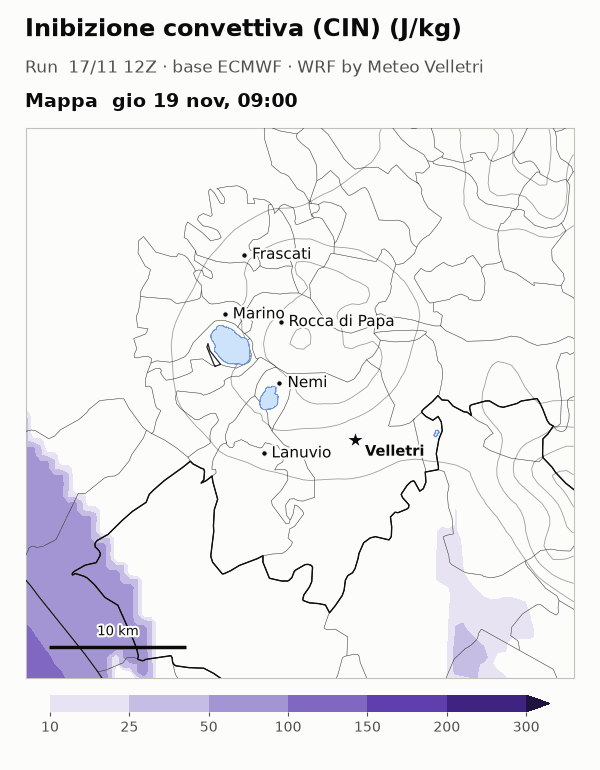 Inibizione convettiva (CIN) (J/kg)
Run  17/11 12Z · base ECMWF · WRF by Meteo Velletri
Mappa  gio 19 nov, 09:00
Frascati
Marino
Rocca di Papa
Nemi
Velletri
Lanuvio
10 km
10 25 50 100 150 200 300